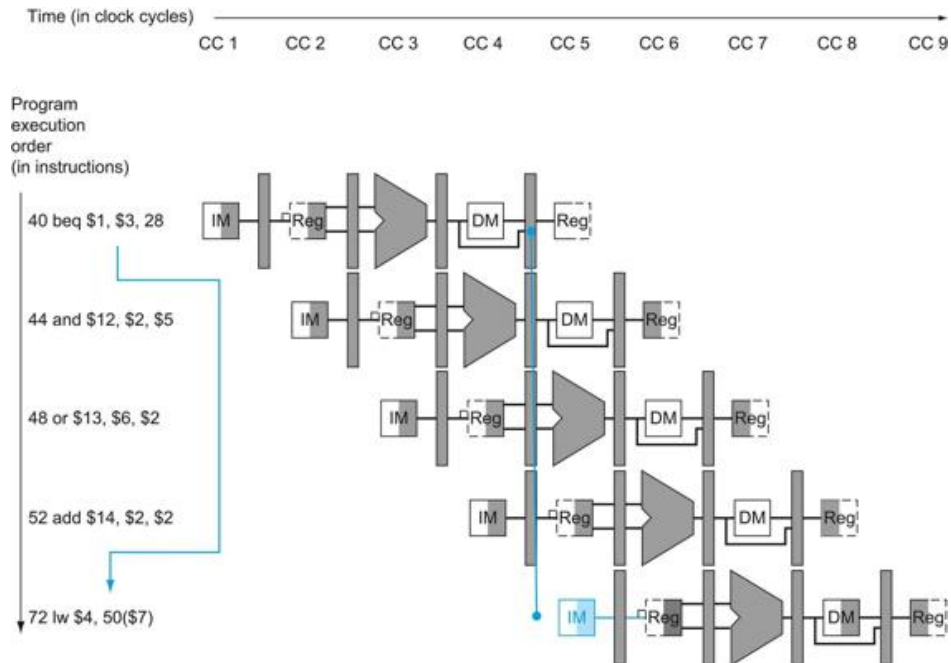 Time (in clock cycles)
CC 1 CC 2 CC 3 CC 4 CC 5 CC 6 CC 7 CC 8 CC 9
Program
execution
order
(in instructions)
40 beq $1, $3, 28 IM Reg DM Reg
44 and $12, $2, $5 IM Reg DM Reg
48 or $13, $6, $2 IM Reg DM Reg
52 add $14, $2, $2 IM Reg DM Reg
72 lw $4, 50($7) IM Reg DM Reg